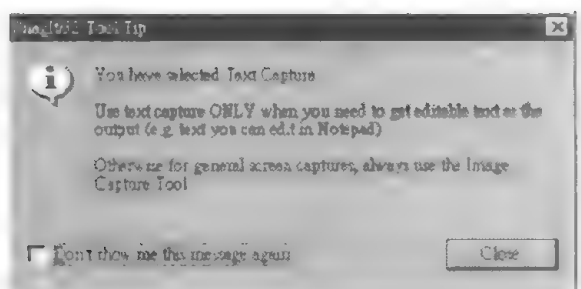 Tool Tip
You have selected Text Capture
Use text capture ONLY when you need to get editable text as the
output (e.g. text you can edit in Notepad)
Otherwise for general screen captures, always use the Image
Capture Tool
Don't show me this message again
Close